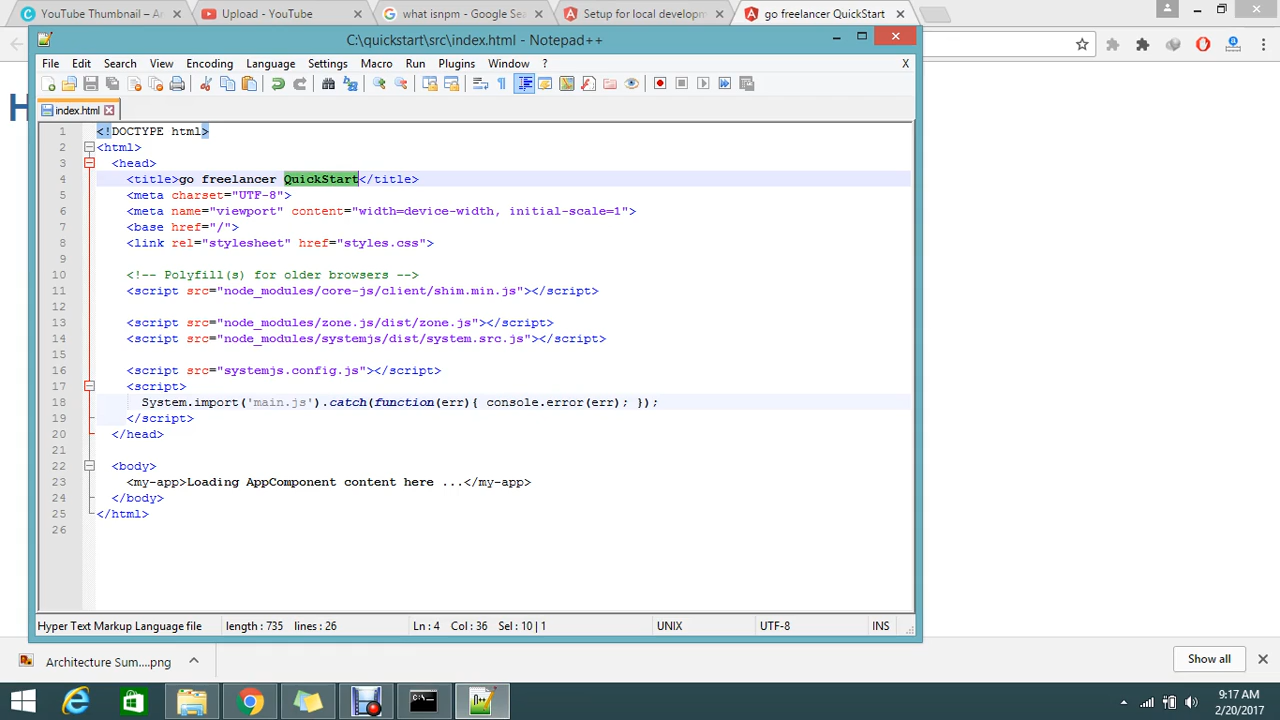 YouTube Thumbnail – A
Upload - YouTube
what isnpm - Google Sea
Setup for local developm
go freelancer QuickStart
C:\quickstart\src\index.html - Notepad++
File Edit Search View Encoding Language Settings Macro Run Plugins Window ? X
index.html
1 <!DOCTYPE html>
2 <html>
3 <head>
4 <title>go freelancer QuickStart</title>
5 <meta charset="UTF-8">
6 <meta name="viewport" content="width=device-width, initial-scale=1">
7 <base href="/">
8 <link rel="stylesheet" href="styles.css">
9
10 <!-- Polyfill(s) for older browsers -->
11 <script src="node_modules/core-js/client/shim.min.js"></script>
12
13 <script src="node_modules/zone.js/dist/zone.js"></script>
14 <script src="node_modules/systemjs/dist/system.src.js"></script>
15
16 <script src="systemjs.config.js"></script>
17 <script>
18 System.import('main.js').catch(function(err){ console.error(err); });
19 </script>
20 </head>
21
22 <body>
23 <my-app>Loading AppComponent content here ...</my-app>
24 </body>
25 </html>
26
Hyper Text Markup Language file length : 735 lines : 26 Ln : 4 Col : 36 Sel : 10 | 1 UNIX UTF-8 INS
Architecture Sum....png
Show all
9:17 AM
2/20/2017